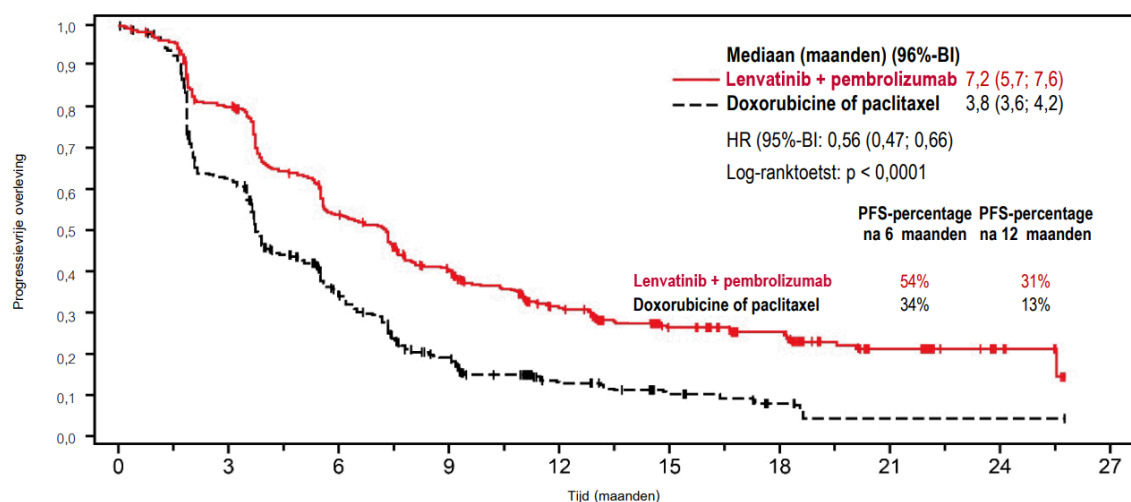 Progressievrije overleving
1,0
0,9
0,8
0,7
0,6
0,5
0,4
0,3
0,2
0,1
0,0
Mediaan (maanden) (96%-BI)
Lenvatinib + pembrolizumab 7,2 (5,7; 7,6)
Doxorubicine of paclitaxel 3,8 (3,6; 4,2)
HR (95%-BI: 0,56 (0,47; 0,66)
Log-ranktoetst: p < 0,0001
PFS-percentage na 6 maanden
PFS-percentage na 12 maanden
Lenvatinib + pembrolizumab 54% 31%
Doxorubicine of paclitaxel 34% 13%
0 3 6 9 12 15 18 21 24 27
Tijd (maanden)